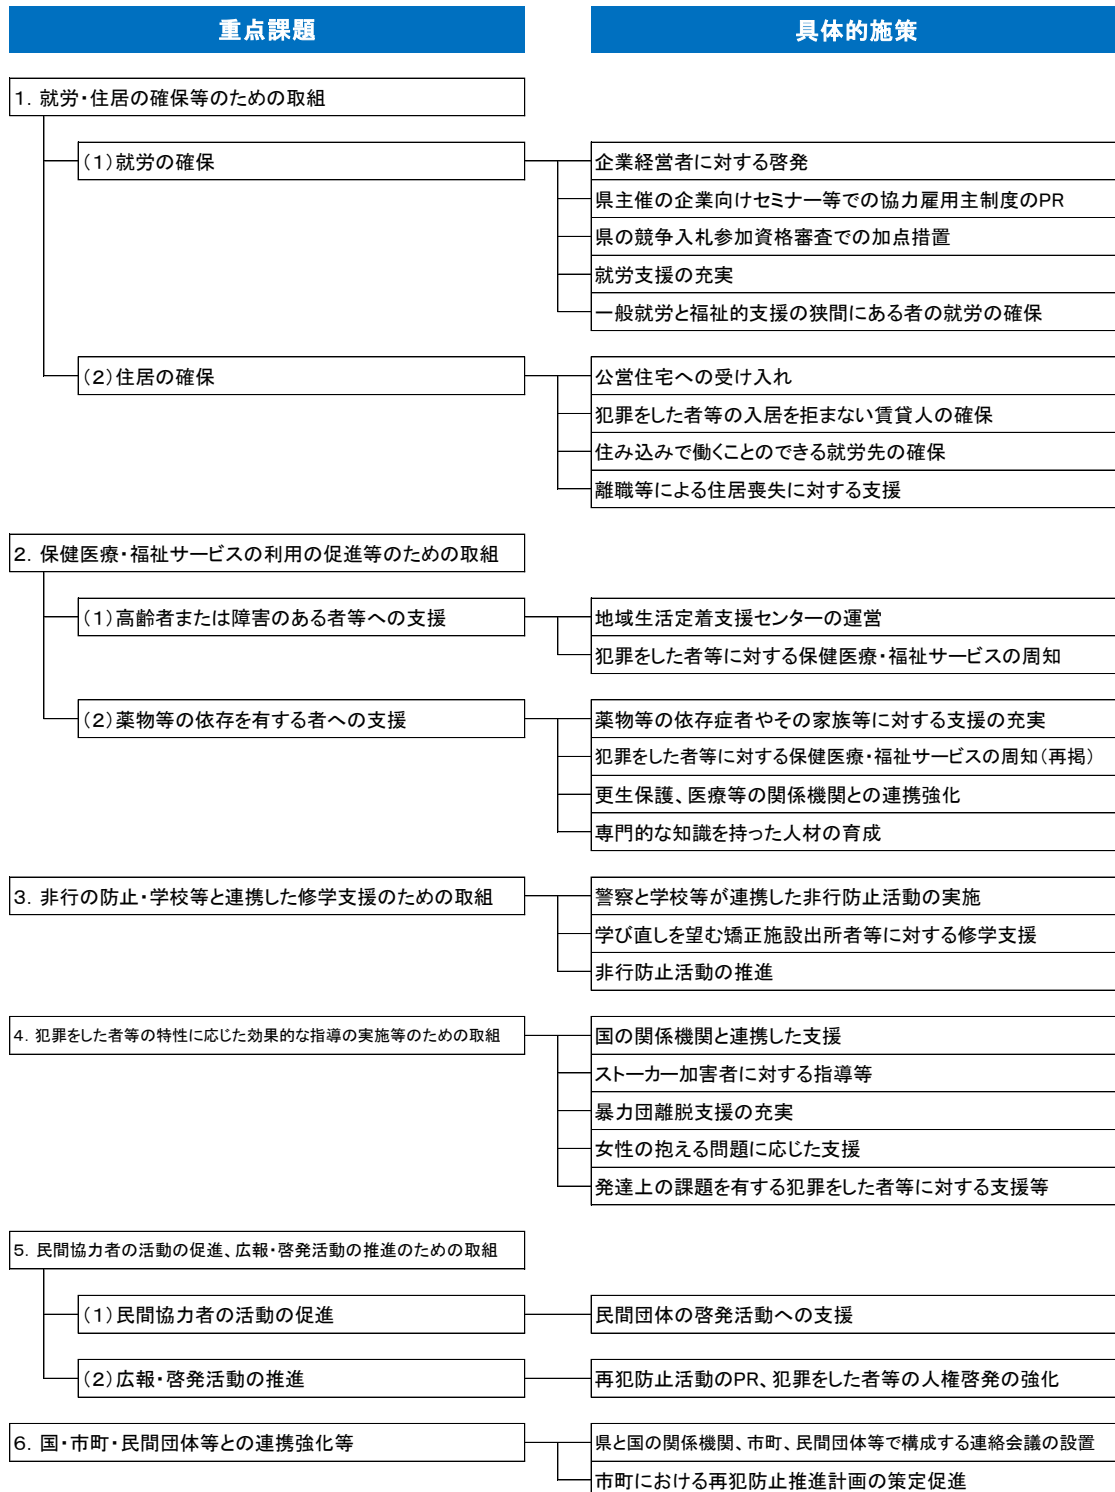 重点課題
具体的施策
1. 就労・住居の確保等のための取組
(1)就労の確保
企業経営者に対する啓発
県主催の企業向けセミナー等での協力雇用主制度のPR
県の競争入札参加資格審査での加点措置
就労支援の充実
一般就労と福祉的支援の狭間にある者の就労の確保
(2)住居の確保
公営住宅への受け入れ
犯罪をした者等の入居を拒まない賃貸人の確保
住み込みで働くことのできる就労先の確保
離職等による住居喪失に対する支援
2. 保健医療・福祉サービスの利用の促進等のための取組
(1)高齢者または障害のある者等への支援
地域生活定着支援センターの運営
犯罪をした者等に対する保健医療・福祉サービスの周知
(2)薬物等の依存を有する者への支援
薬物等の依存症者やその家族等に対する支援の充実
犯罪をした者等に対する保健医療・福祉サービスの周知(再掲)
更生保護、医療等の関係機関との連携強化
専門的な知識を持った人材の育成
3. 非行の防止・学校等と連携した修学支援のための取組
警察と学校等が連携した非行防止活動の実施
学び直しを望む矯正施設出所者等に対する修学支援
非行防止活動の推進
4. 犯罪をした者等の特性に応じた効果的な指導の実施等のための取組
国の関係機関と連携した支援
ストーカー加害者に対する指導等
暴力団離脱支援の充実
女性の抱える問題に応じた支援
発達上の課題を有する犯罪をした者等に対する支援等
5. 民間協力者の活動の促進、広報・啓発活動の推進のための取組
(1)民間協力者の活動の促進
民間団体の啓発活動への支援
(2)広報・啓発活動の推進
再犯防止活動のPR、犯罪をした者等の人権啓発の強化
6. 国・市町・民間団体等との連携強化等
県と国の関係機関、市町、民間団体等で構成する連絡会議の設置
市町における再犯防止推進計画の策定促進